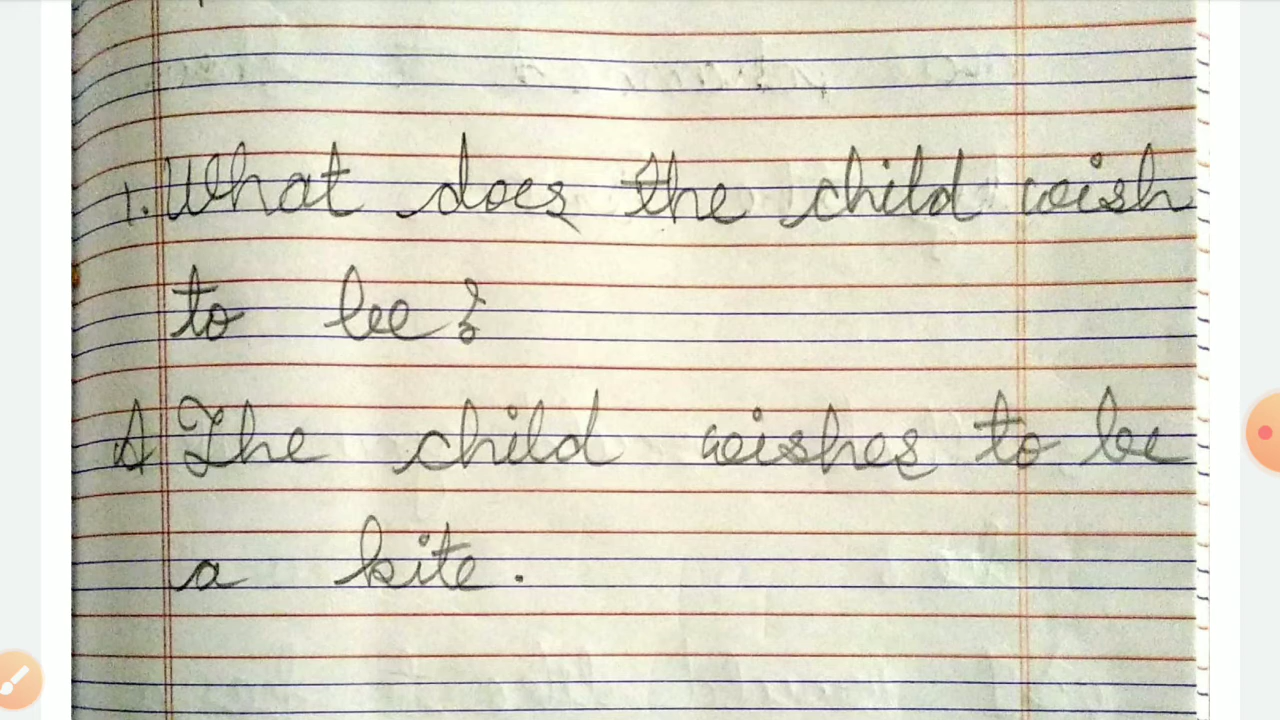 1. What does the child wish
to be?
A The child wishes to be
a kite.